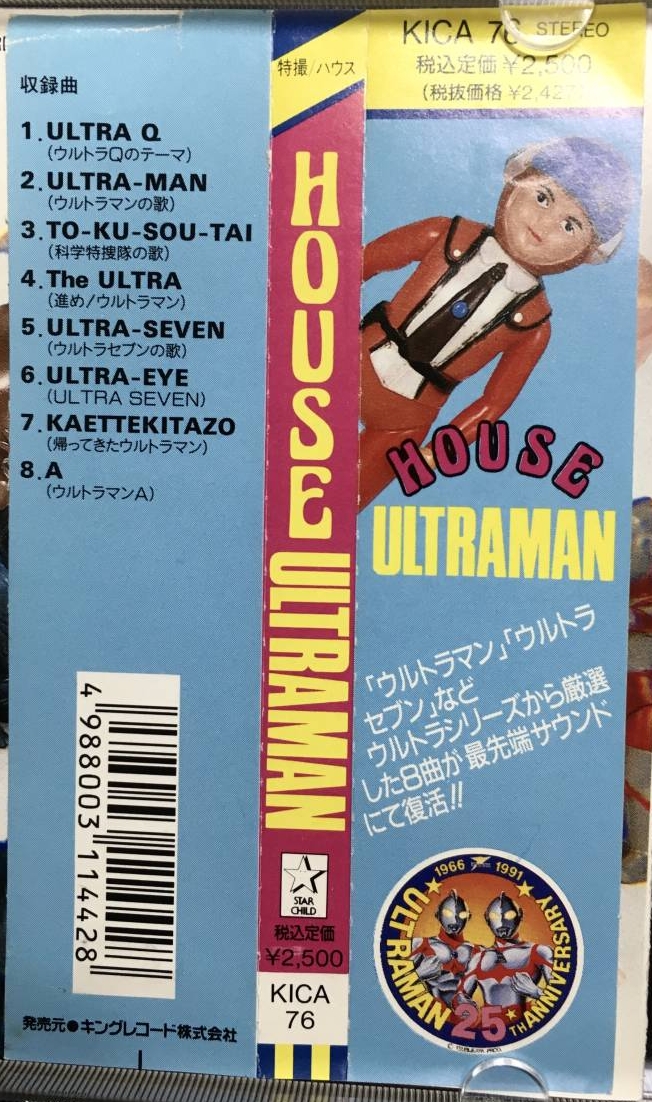 収録曲
1.ULTRA Q
(ウルトラQのテーマ)
2.ULTRA-MAN
(ウルトラマンの歌)
3.TO-KU-SOU-TAI
(科学特捜隊の歌)
4.The ULTRA
(進め/ウルトラマン)
5.ULTRA-SEVEN
(ウルトラセブンの歌)
6.ULTRA-EYE
(ULTRA SEVEN)
7.KAETTEKITAZO
(帰ってきたウルトラマン)
8.A
(ウルトラマンA)
4 988003 114428
発売元●キングレコード株式会社
特撮/ハウス
HOUSE
ULTRAMAN
STAR
CHILD
税込定価
¥2,500
KICA
76
KICA 76 STEREO
税込定価¥2,500
(税抜価格 ¥2,427)
HOUSE
ULTRAMAN
「ウルトラマン」「ウルトラ
セブン」など
ウルトラシリーズから厳選
した8曲が最先端サウンド
にて復活!!
1966 1991
ULTRAMAN
25THANNIVERSARY